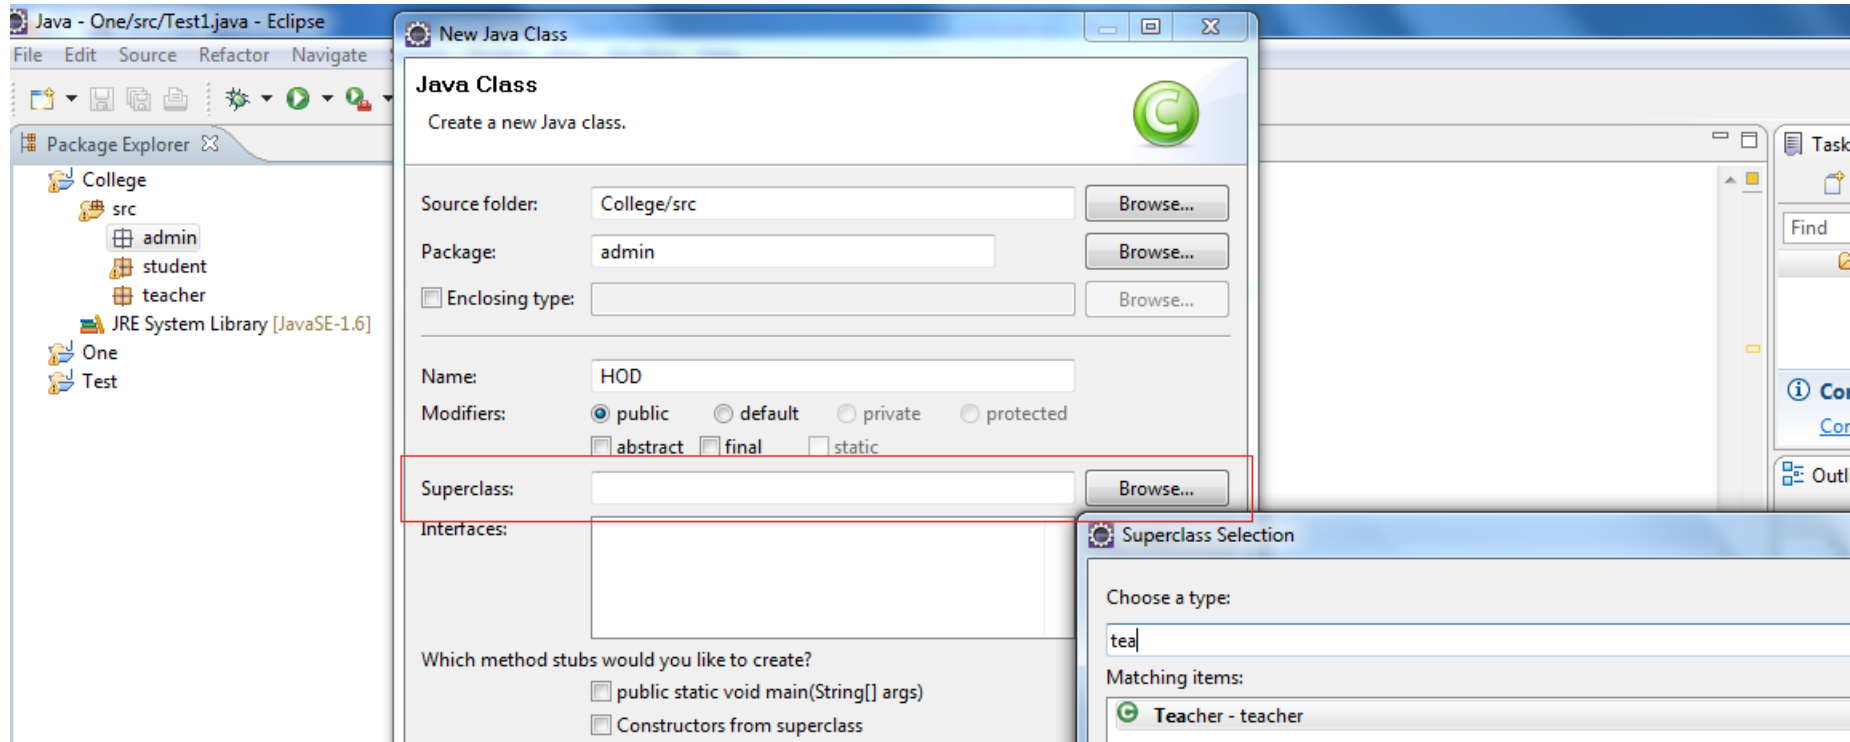 Java - One/src/Test1.java - Eclipse
File Edit Source Refactor Navigate
Package Explorer
College
src
admin
student
teacher
JRE System Library [JavaSE-1.6]
One
Test
New Java Class
Java Class
Create a new Java class.
Source folder: College/src Browse...
Package: admin Browse...
Enclosing type: Browse...
Name: HOD
Modifiers: public default private protected
abstract final static
Superclass: Browse...
Interfaces:
Which method stubs would you like to create?
public static void main(String[] args)
Constructors from superclass
Superclass Selection
Choose a type:
tea
Matching items:
Teacher - teacher
Task
Find
Cor
Cor
Outl